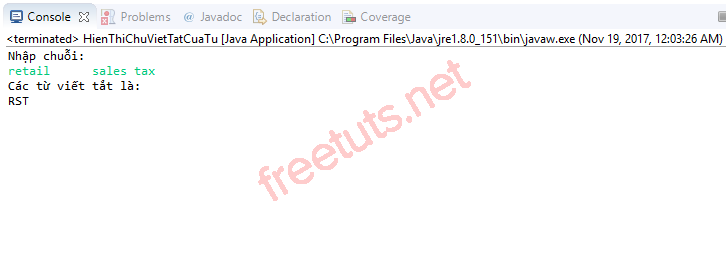 Console Problems @ Javadoc Declaration Coverage
<terminated> HienThiChuVietTatCuaTu [Java Application] C:\Program Files\Java\jre1.8.0_151\bin\javaw.exe (Nov 19, 2017, 12:03:26 AM)
Nhập chuỗi:
retail      sales tax
Các từ viết tắt là:
RST
freetuts.net